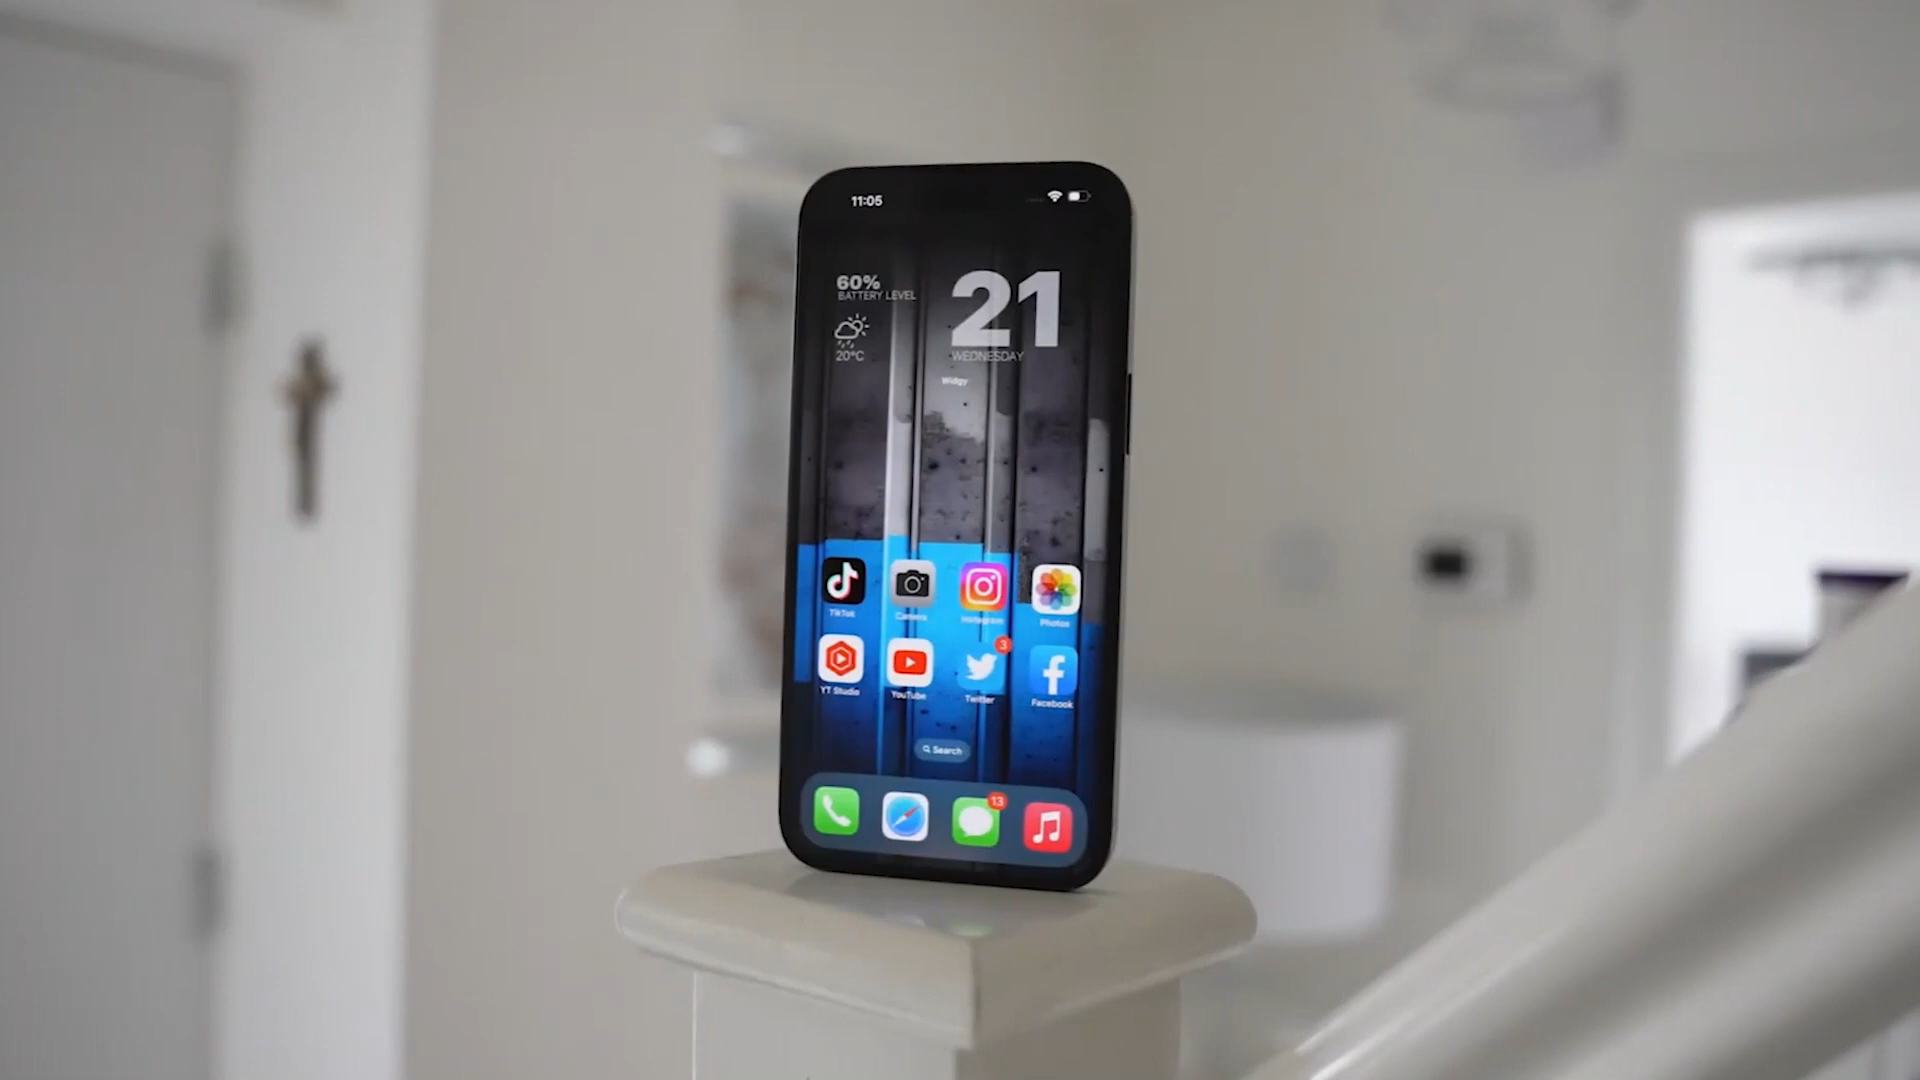 11:05
60%
BATTERY LEVEL
20°C
21
WEDNESDAY
Widgy
TikTok
Camera
Instagram
Photos
YT Studio
YouTube
3
Twitter
Facebook
Search
13